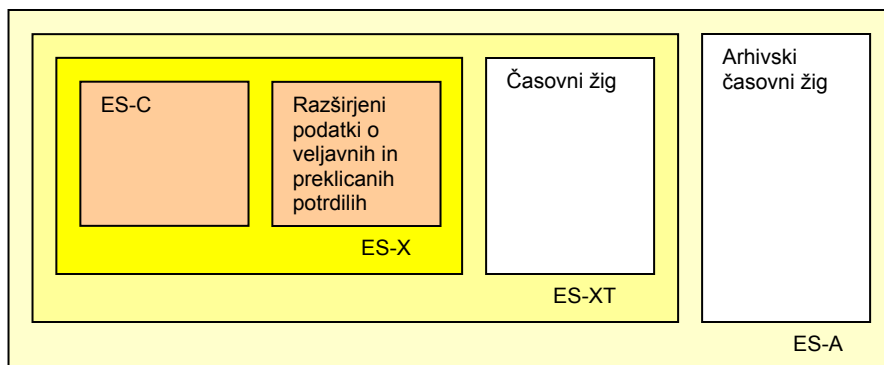 ES-C
Razširjeni
podatki o
veljavnih in
preklicanih
potrdilih
ES-X
Časovni žig
ES-XT
Arhivski
časovni žig
ES-A